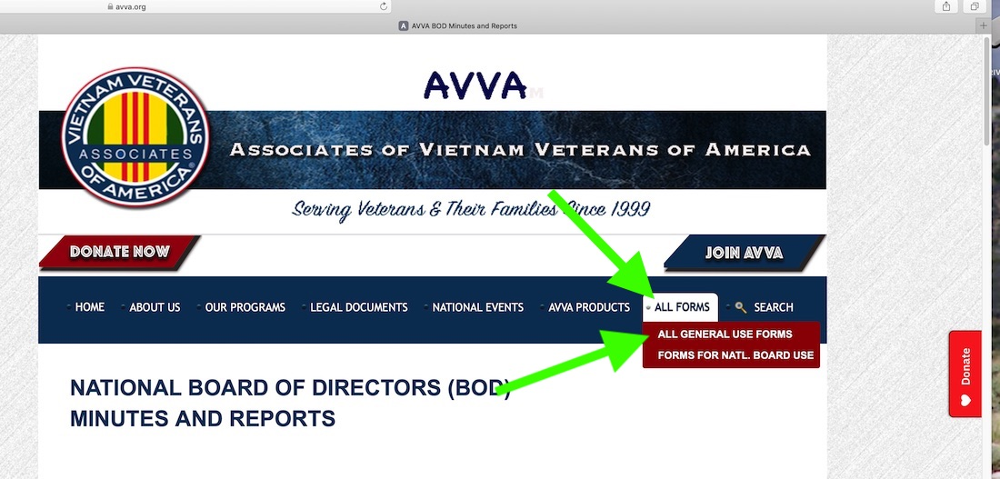 avva.org
AVVA BOD Minutes and Reports
VIETNAM VETERANS
ASSOCIATES
OF AMERICA
®
AVVA
ASSOCIATES OF VIETNAM VETERANS OF AMERICA
Serving Veterans & Their Families Since 1999
DONATE NOW
JOIN AVVA
HOME ABOUT US OUR PROGRAMS LEGAL DOCUMENTS NATIONAL EVENTS AVVA PRODUCTS ALL FORMS SEARCH
ALL GENERAL USE FORMS
FORMS FOR NATL. BOARD USE
Donate
NATIONAL BOARD OF DIRECTORS (BOD)
MINUTES AND REPORTS